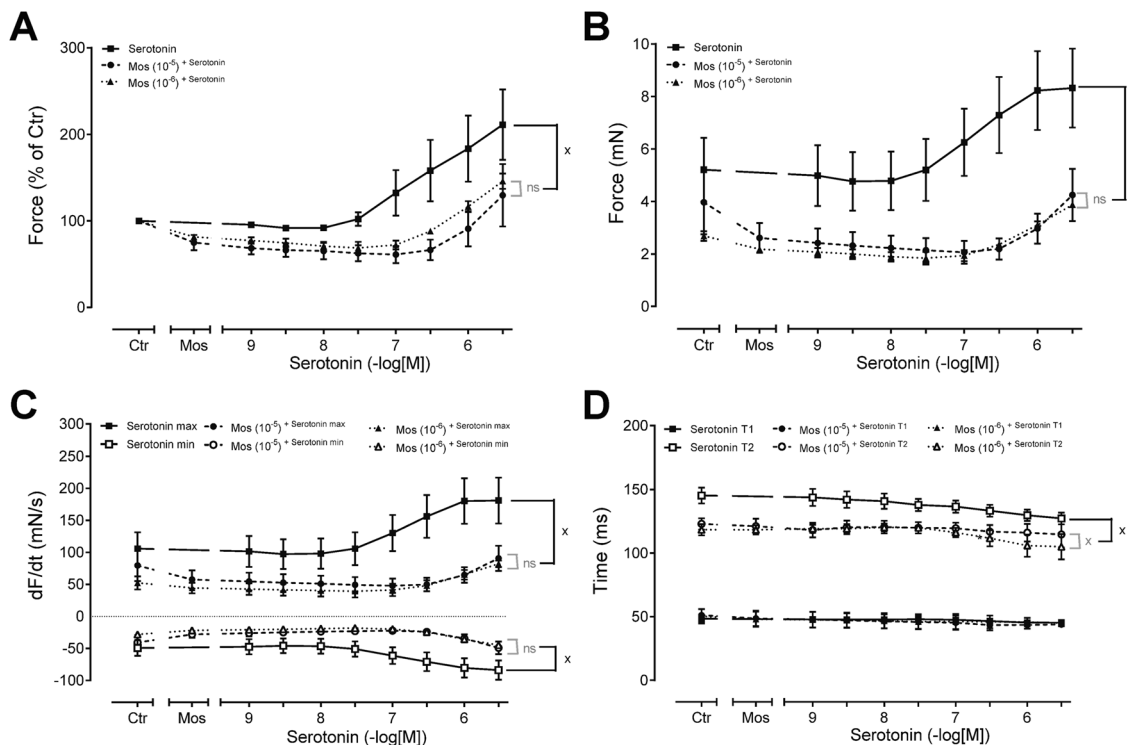 A
300
200
100
0
Force (% of Ctr)
Serotonin
Mos (10⁻⁵) + Serotonin
Mos (10⁻⁶) + Serotonin
x
ns
Ctr Mos 9 8 7 6
Serotonin (-log[M])
B
10
8
6
4
2
0
Force (mN)
Serotonin
Mos (10⁻⁵) + Serotonin
Mos (10⁻⁶) + Serotonin
ns
Ctr Mos 9 8 7 6
Serotonin (-log[M])
C
300
250
200
150
100
50
0
-50
-100
dF/dt (mN/s)
Serotonin max Mos (10⁻⁵) + Serotonin max Mos (10⁻⁶) + Serotonin max
Serotonin min Mos (10⁻⁵) + Serotonin min Mos (10⁻⁶) + Serotonin min
ns
x
ns
x
Ctr Mos 9 8 7 6
Serotonin (-log[M])
D
200
150
100
50
0
Time (ms)
Serotonin T1 Mos (10⁻⁵) + Serotonin T1 Mos (10⁻⁶) + Serotonin T1
Serotonin T2 Mos (10⁻⁵) + Serotonin T2 Mos (10⁻⁶) + Serotonin T2
x
x
Ctr Mos 9 8 7 6
Serotonin (-log[M])